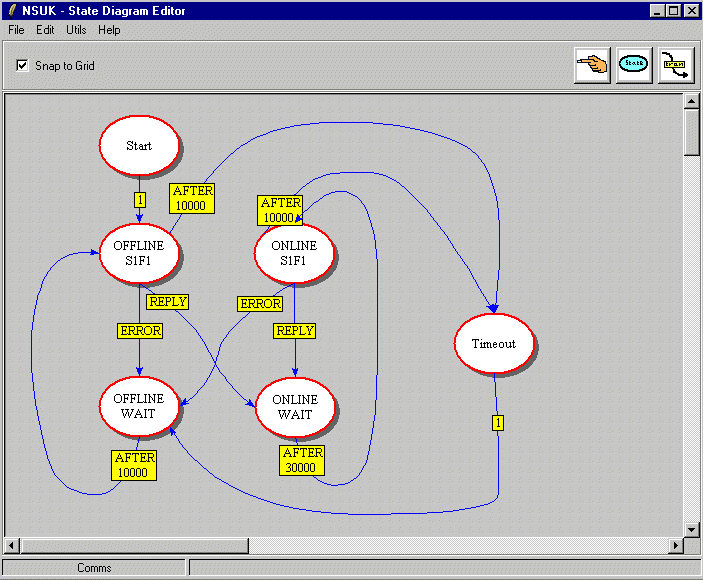 NSUK - State Diagram Editor
File Edit Utils Help
Snap to Grid
State
Start
1
AFTER
10000
AFTER
10000
OFFLINE
S1F1
ONLINE
S1F1
REPLY
ERROR
ERROR
REPLY
Timeout
OFFLINE
WAIT
ONLINE
WAIT
1
AFTER
10000
AFTER
30000
Comms